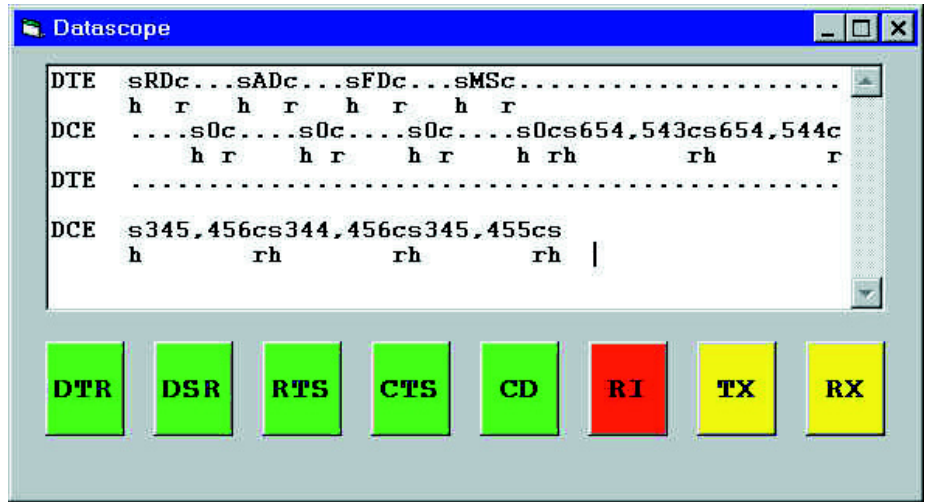 Datascope
DTE sRDc...sADc...sFDc...sMSc.....................
h r h r h r h r
DCE ....s0c....s0c....s0c....s0cs654,543cs654,544c
h r h r h r h rh rh r
DTE ..............................................
DCE s345,456cs344,456cs345,455cs
h rh rh rh
DTR DSR RTS CTS CD RI TX RX